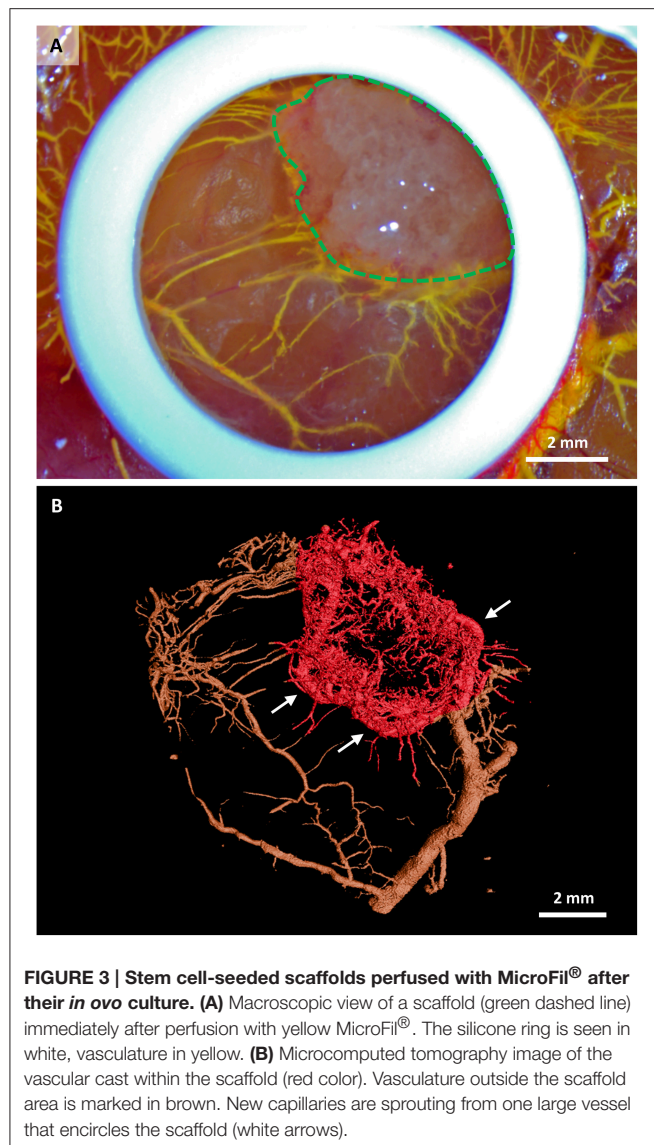 A
2 mm
B
2 mm
FIGURE 3 | Stem cell-seeded scaffolds perfused with MicroFil® after
their in ovo culture. (A) Macroscopic view of a scaffold (green dashed line)
immediately after perfusion with yellow MicroFil®. The silicone ring is seen in
white, vasculature in yellow. (B) Microcomputed tomography image of the
vascular cast within the scaffold (red color). Vasculature outside the scaffold
area is marked in brown. New capillaries are sprouting from one large vessel
that encircles the scaffold (white arrows).